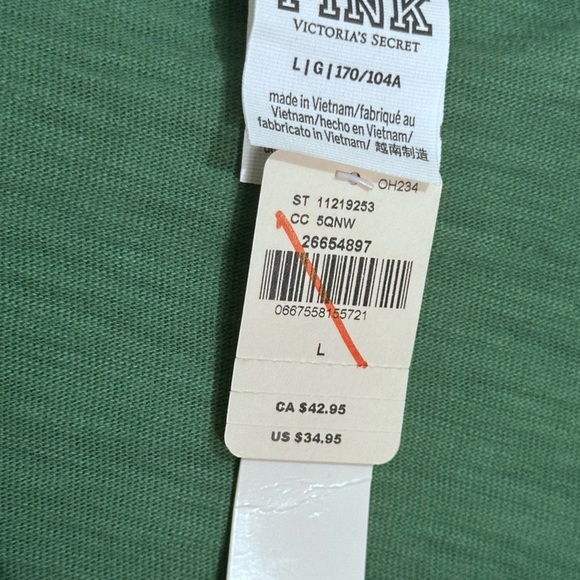 PINK
VICTORIA'S SECRET
L | G | 170/104A
made in Vietnam/fabriqué au
Vietnam/hecho en Vietnam/
fabbricato in Vietnam/ 越南制造
OH234
ST 11219253
CC 5QNW
26654897
0667558155721
L
CA $42.95
US $34.95